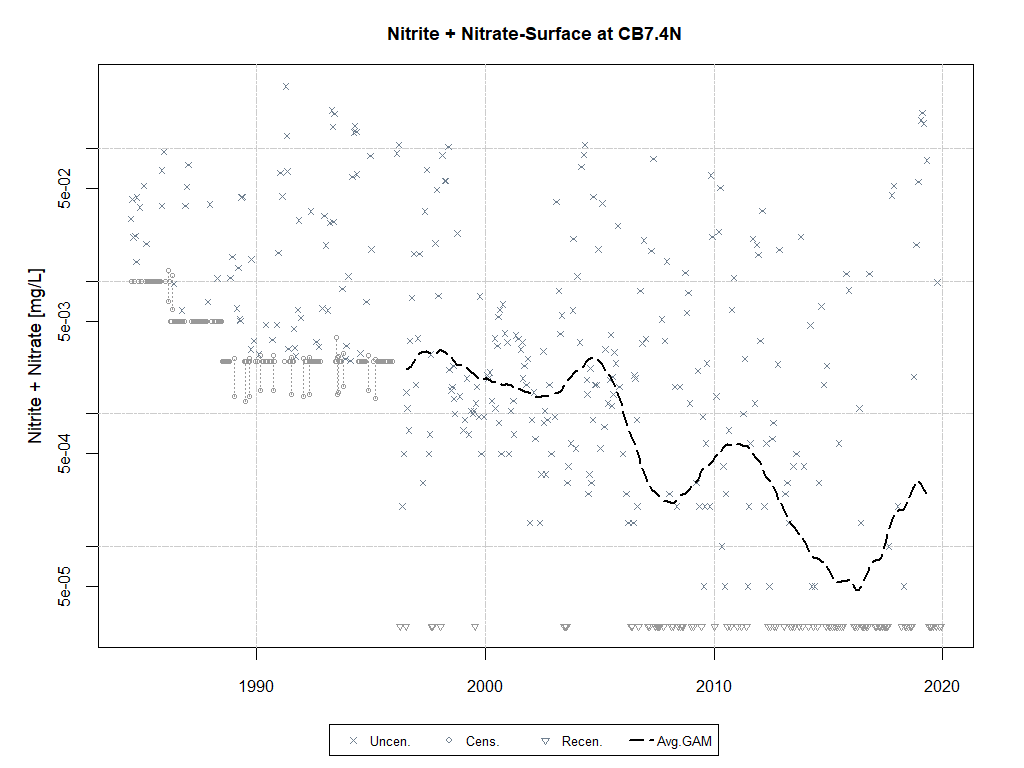 Nitrite + Nitrate-Surface at CB7.4N
Nitrite + Nitrate [mg/L]
5e-02
5e-03
5e-04
5e-05
1990 2000 2010 2020
Uncen. Cens. Recen. Avg.GAM